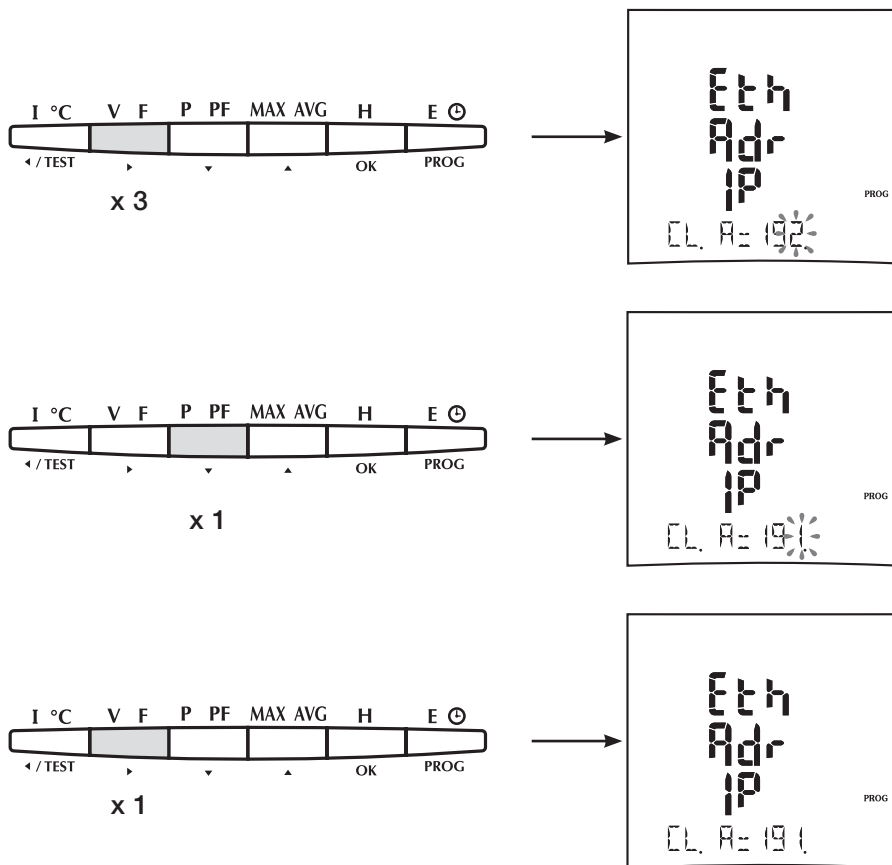 I °C V F P PF MAX AVG H E
◂ / TEST ▸ ▾ ▴ OK PROG
x 3
Eth
Adr
IP
PROG
CL. A=192.
I °C V F P PF MAX AVG H E
◂ / TEST ▸ ▾ ▴ OK PROG
x 1
Eth
Adr
IP
PROG
CL. A=191.
I °C V F P PF MAX AVG H E
◂ / TEST ▸ ▾ ▴ OK PROG
x 1
Eth
Adr
IP
PROG
CL. A=191.